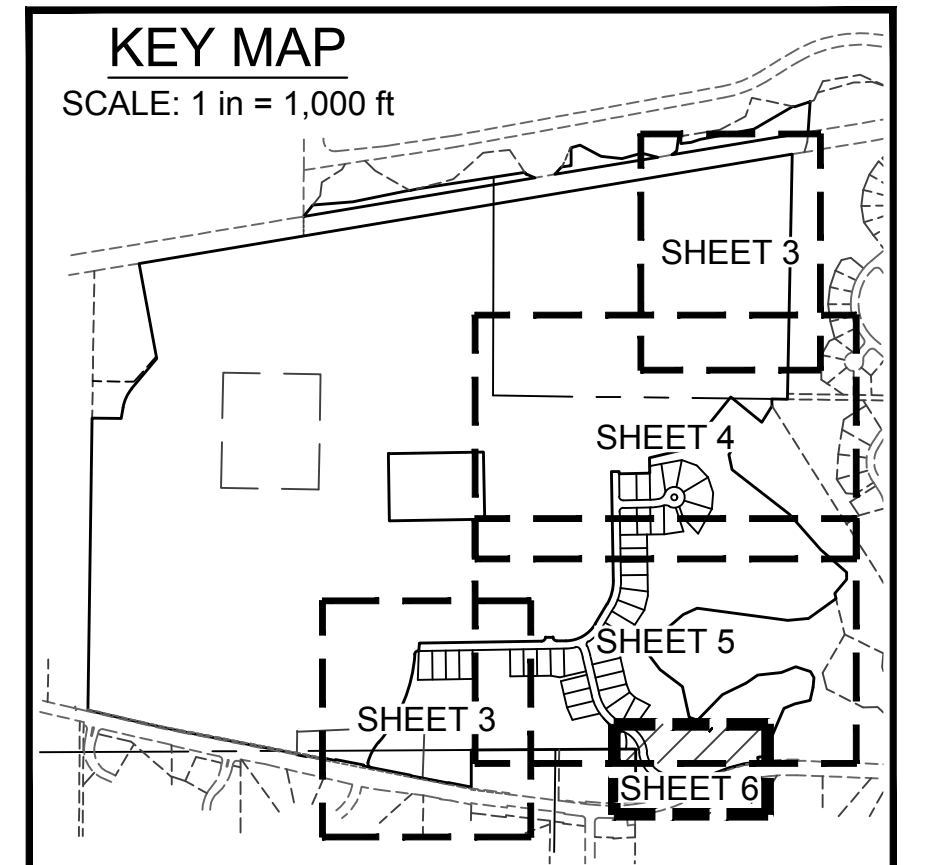 KEY MAP
SCALE: 1 in = 1,000 ft
SHEET 3
SHEET 4
SHEET 5
SHEET 3
SHEET 6